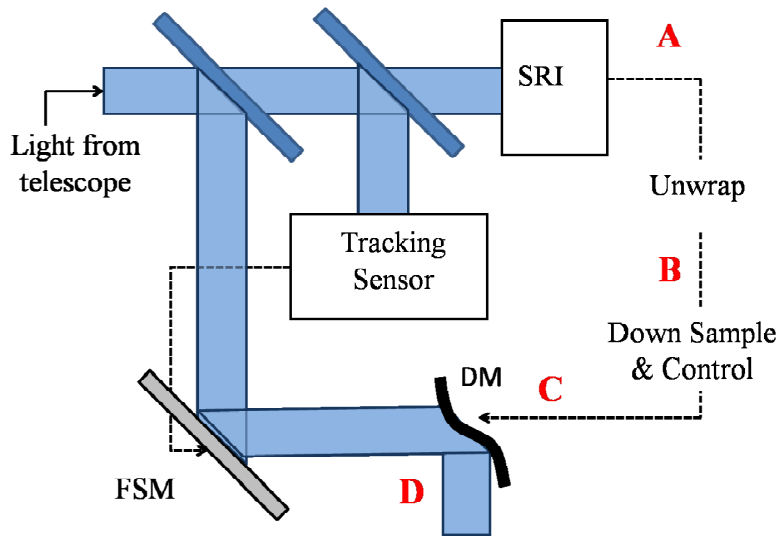 A
SRI
Light from
telescope
Unwrap
Tracking
Sensor
B
Down Sample
& Control
DM
C
FSM
D